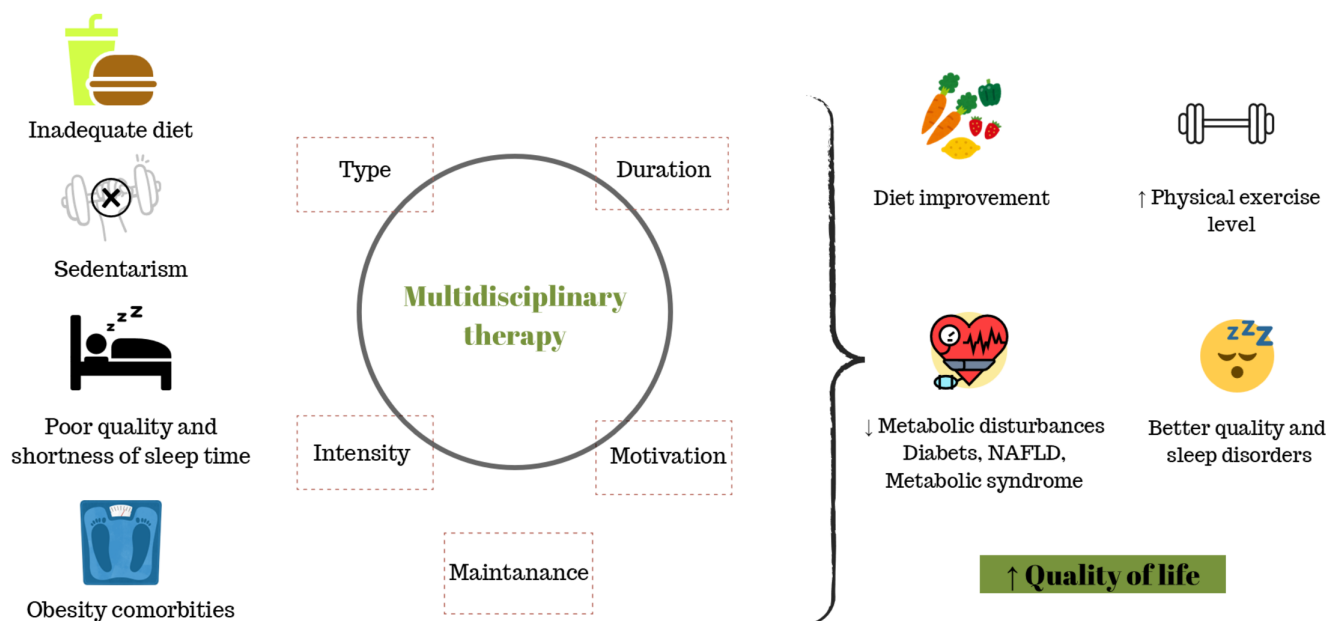 Inadequate diet
Sedentarism
z z z
Poor quality and
shortness of sleep time
Obesity comorbities
Type
Duration
Multidisciplinary
therapy
Intensity
Motivation
Maintanance
Diet improvement
↑ Physical exercise
level
↓ Metabolic disturbances
Diabets, NAFLD,
Metabolic syndrome
z z z
Better quality and
sleep disorders
↑ Quality of life